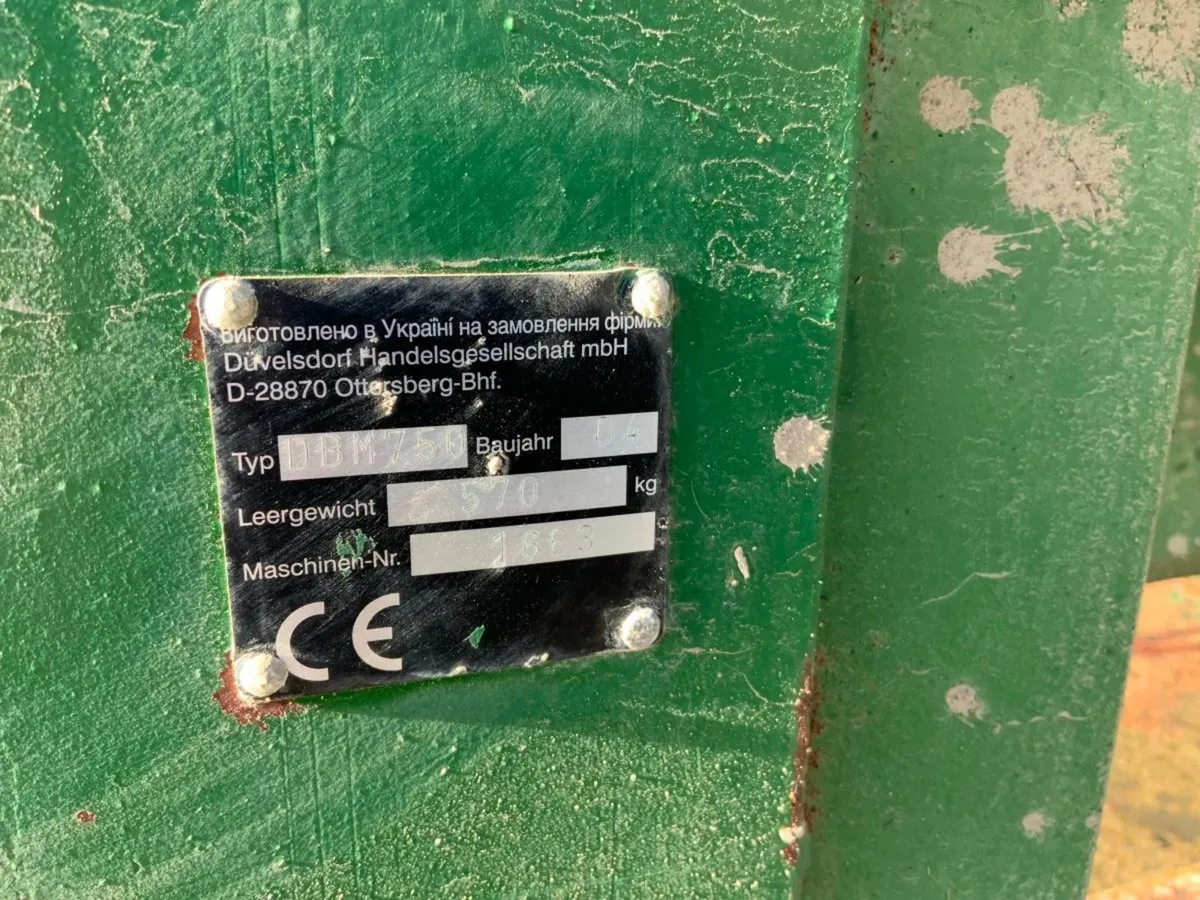 Виготовлено в Україні на замовлення фірми
Düvelsdorf Handelsgesellschaft mbH
D-28870 Ottersberg-Bhf.
Typ DBM750 Baujahr 04
Leergewicht 570 kg
Maschinen-Nr. 1663
CE